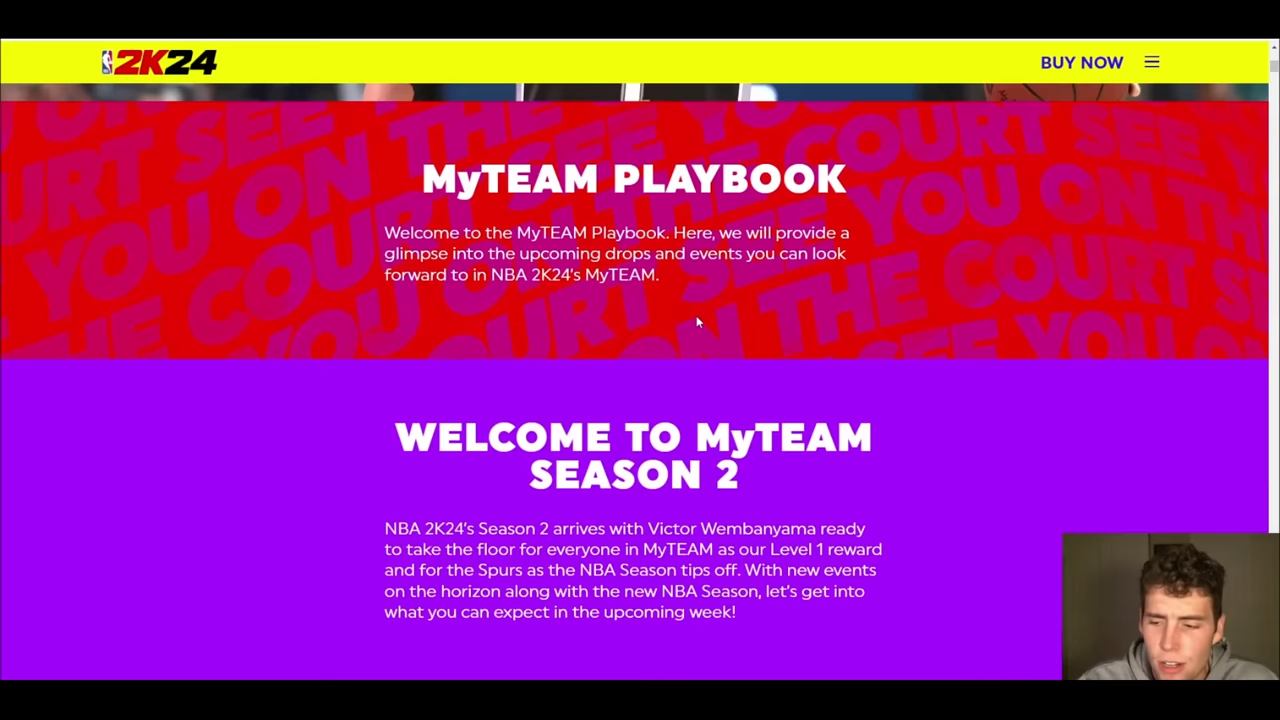 2K24
BUY NOW
MyTEAM PLAYBOOK
Welcome to the MyTEAM Playbook. Here, we will provide a
glimpse into the upcoming drops and events you can look
forward to in NBA 2K24's MyTEAM.
WELCOME TO MyTEAM
SEASON 2
NBA 2K24's Season 2 arrives with Victor Wembanyama ready
to take the floor for everyone in MyTEAM as our Level 1 reward
and for the Spurs as the NBA Season tips off. With new events
on the horizon along with the new NBA Season, let's get into
what you can expect in the upcoming week!